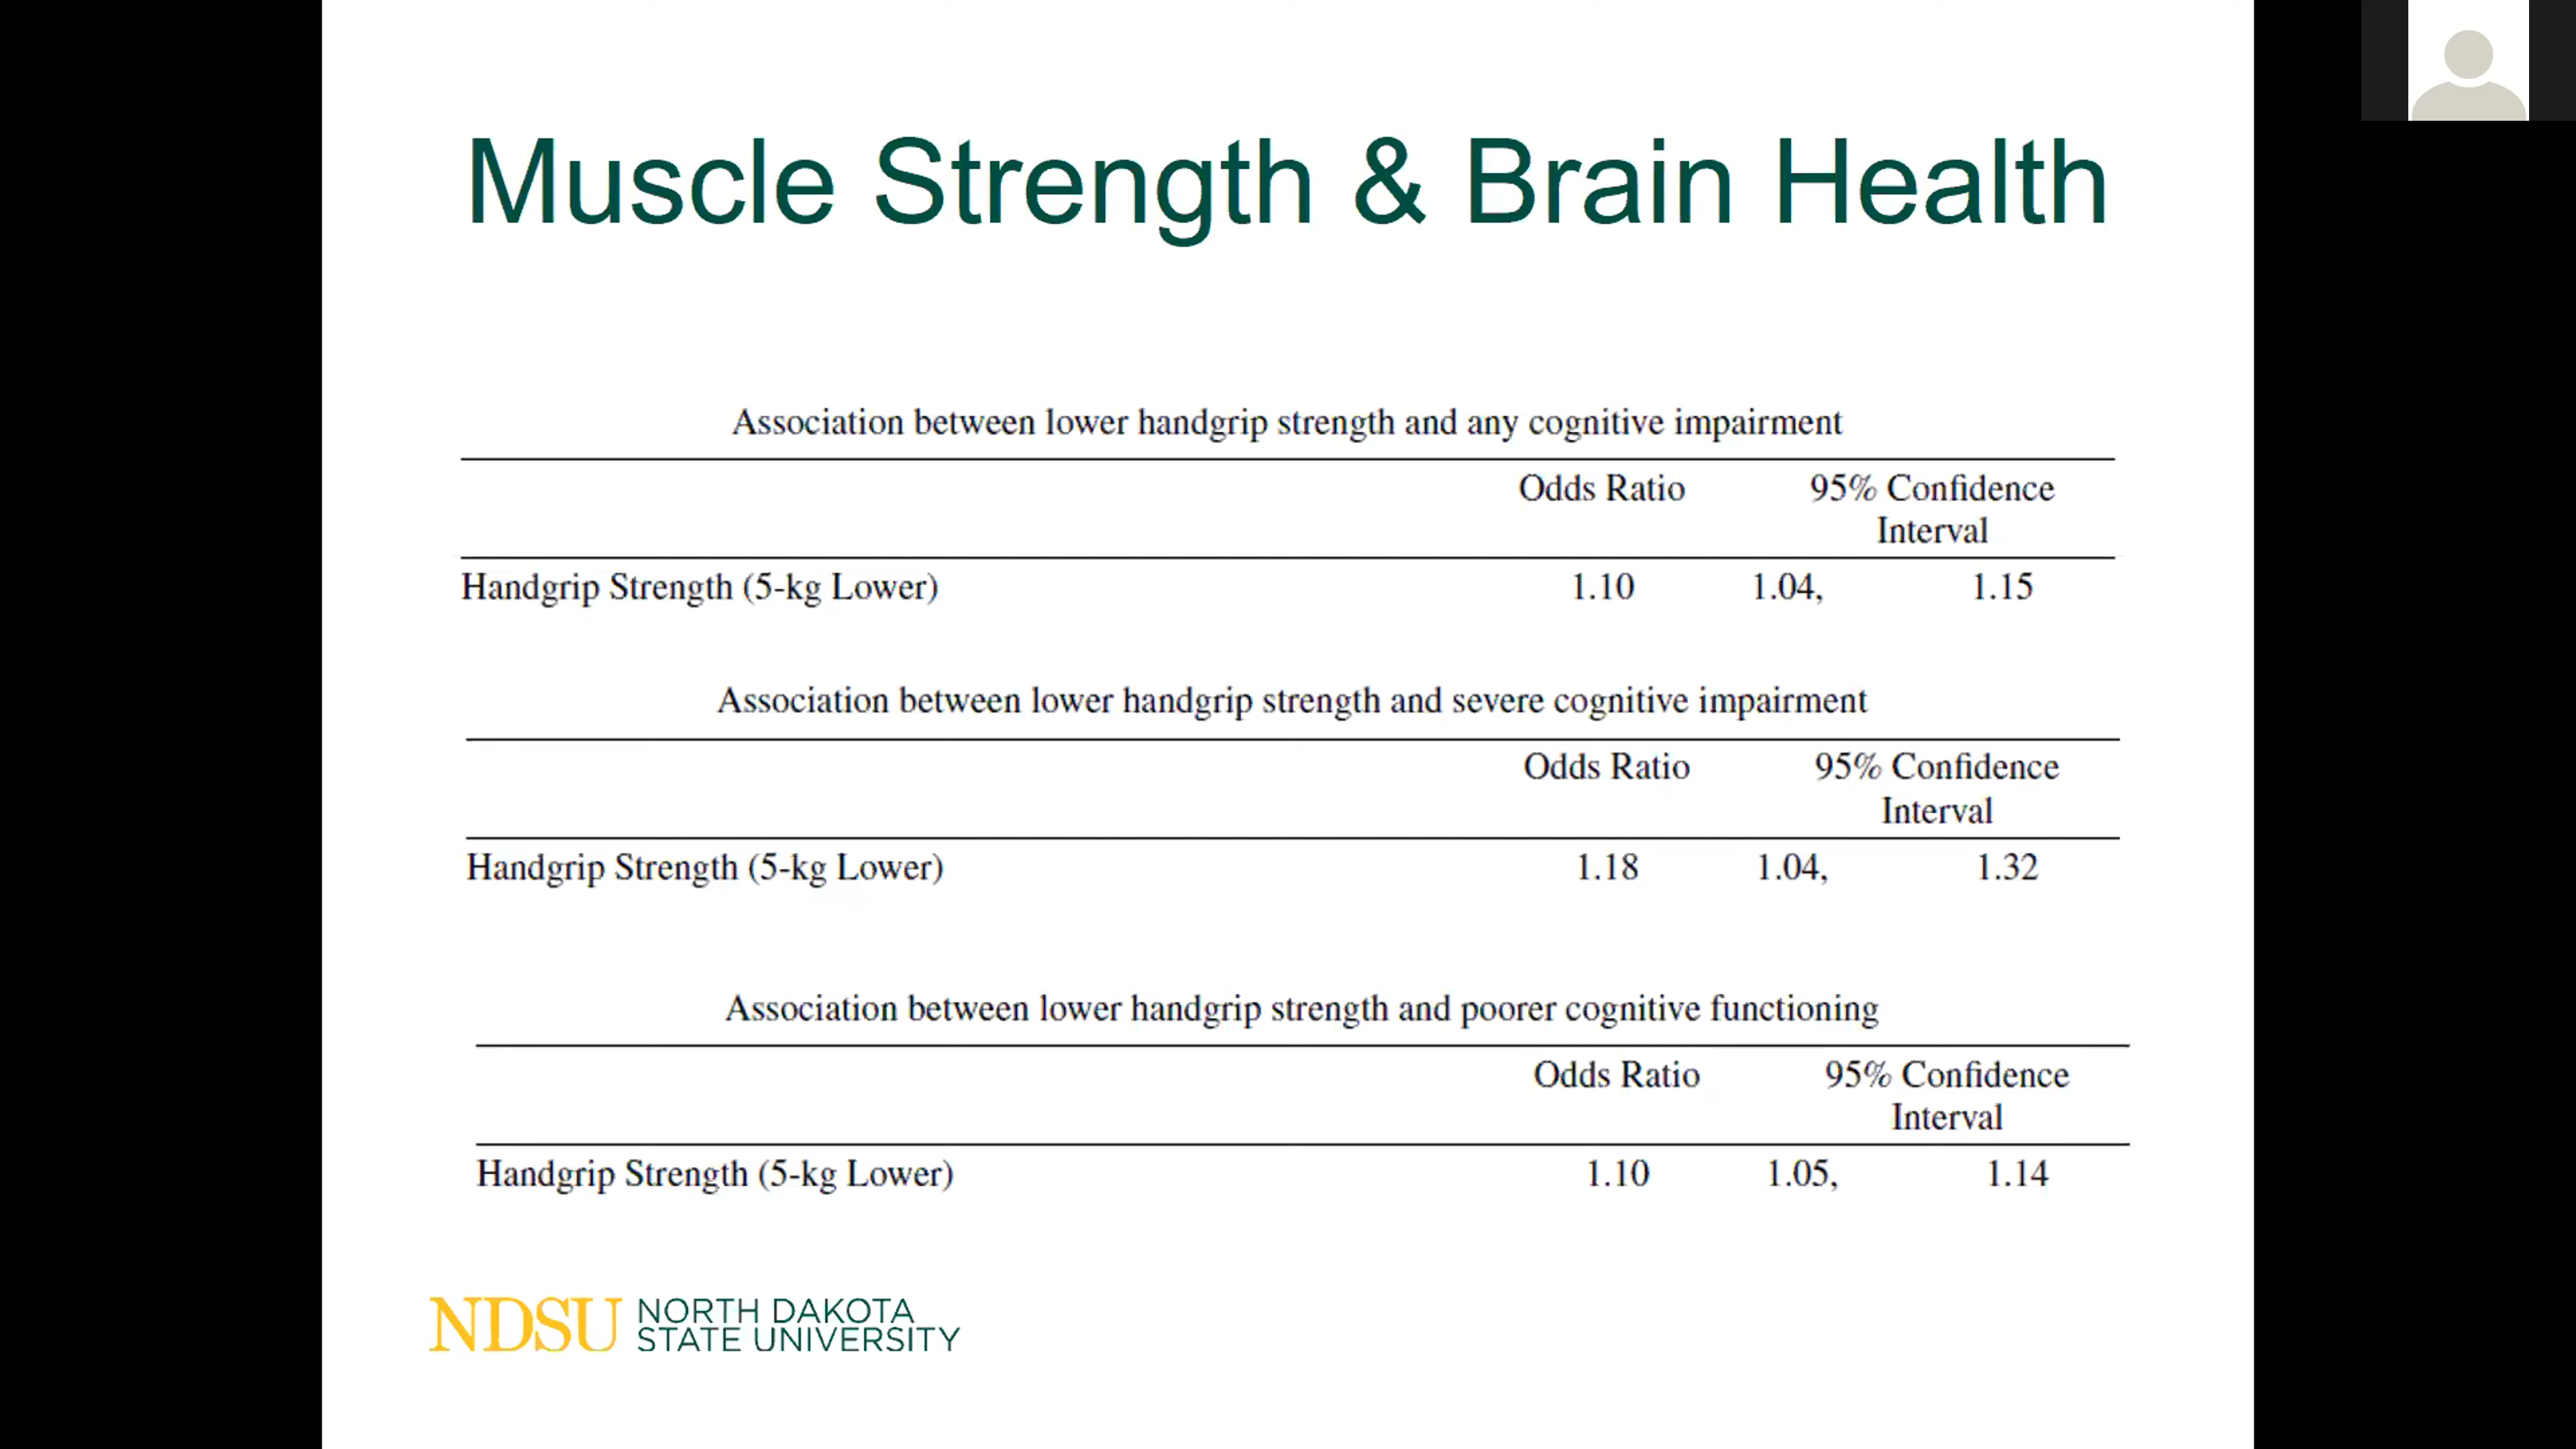 Muscle Strength & Brain Health
Association between lower handgrip strength and any cognitive impairment
Odds Ratio 95% Confidence
Interval
Handgrip Strength (5-kg Lower) 1.10 1.04, 1.15
Association between lower handgrip strength and severe cognitive impairment
Odds Ratio 95% Confidence
Interval
Handgrip Strength (5-kg Lower) 1.18 1.04, 1.32
Association between lower handgrip strength and poorer cognitive functioning
Odds Ratio 95% Confidence
Interval
Handgrip Strength (5-kg Lower) 1.10 1.05, 1.14
NDSU NORTH DAKOTA
STATE UNIVERSITY